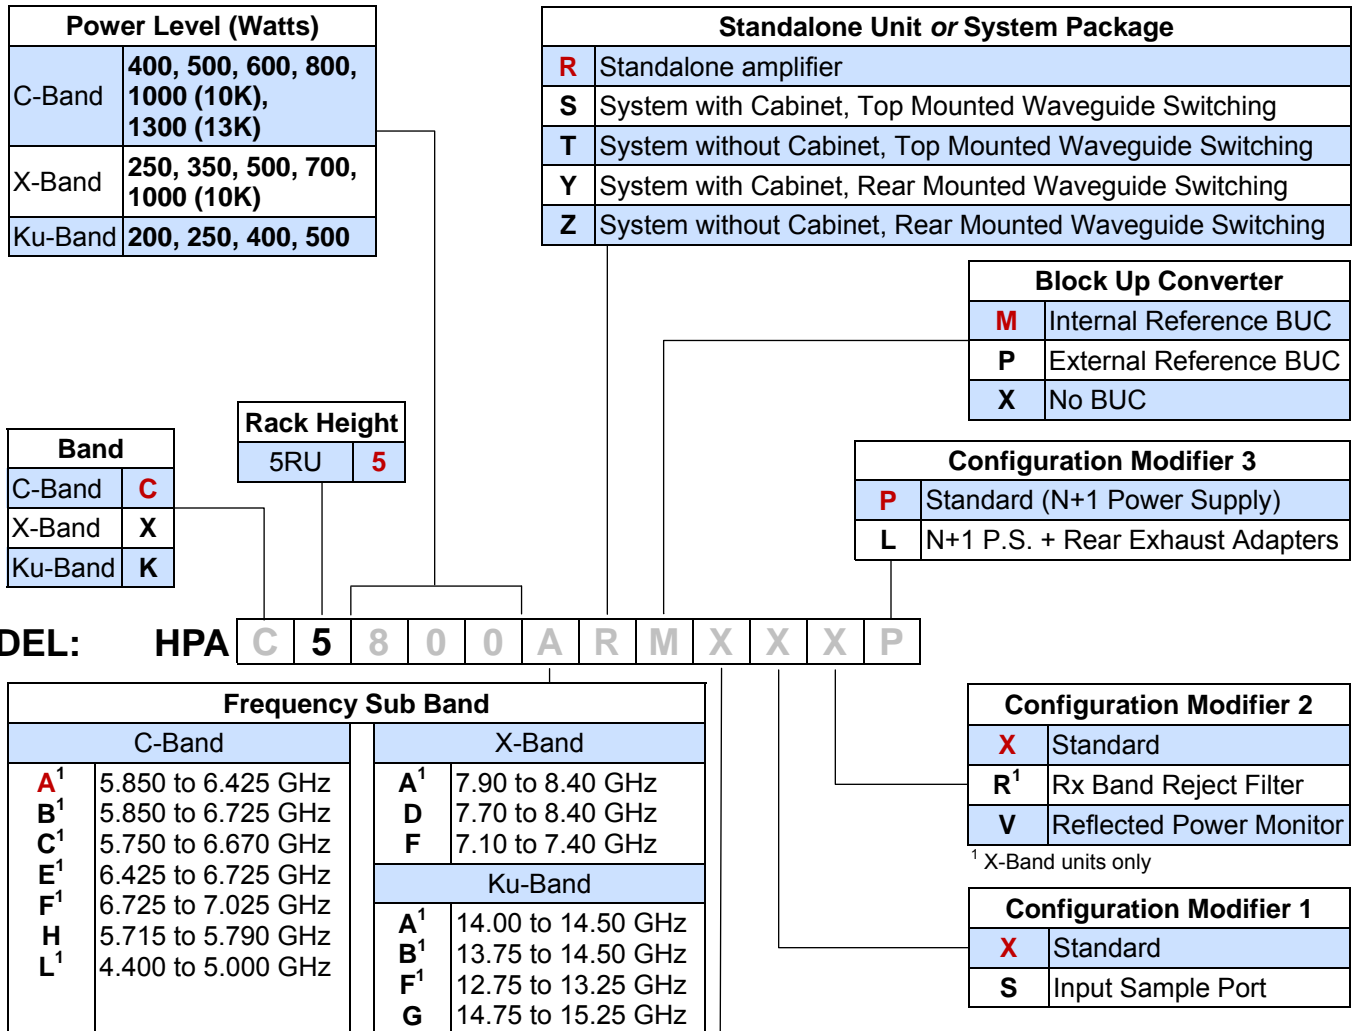 Power Level (Watts)
C-Band 400, 500, 600, 800, 1000 (10K), 1300 (13K)
X-Band 250, 350, 500, 700, 1000 (10K)
Ku-Band 200, 250, 400, 500
Standalone Unit or System Package
R Standalone amplifier
S System with Cabinet, Top Mounted Waveguide Switching
T System without Cabinet, Top Mounted Waveguide Switching
Y System with Cabinet, Rear Mounted Waveguide Switching
Z System without Cabinet, Rear Mounted Waveguide Switching
Block Up Converter
M Internal Reference BUC
P External Reference BUC
X No BUC
Rack Height
5RU 5
Band
C-Band C
X-Band X
Ku-Band K
Configuration Modifier 3
P Standard (N+1 Power Supply)
L N+1 P.S. + Rear Exhaust Adapters
DEL: HPA C 5 8 0 0 A R M X X X P
Frequency Sub Band
C-Band
A¹ 5.850 to 6.425 GHz
B¹ 5.850 to 6.725 GHz
C¹ 5.750 to 6.670 GHz
E¹ 6.425 to 6.725 GHz
F¹ 6.725 to 7.025 GHz
H 5.715 to 5.790 GHz
L¹ 4.400 to 5.000 GHz
X-Band
A¹ 7.90 to 8.40 GHz
D 7.70 to 8.40 GHz
F 7.10 to 7.40 GHz
Ku-Band
A¹ 14.00 to 14.50 GHz
B¹ 13.75 to 14.50 GHz
F¹ 12.75 to 13.25 GHz
G 14.75 to 15.25 GHz
Configuration Modifier 2
X Standard
R¹ Rx Band Reject Filter
V Reflected Power Monitor
¹ X-Band units only
Configuration Modifier 1
X Standard
S Input Sample Port